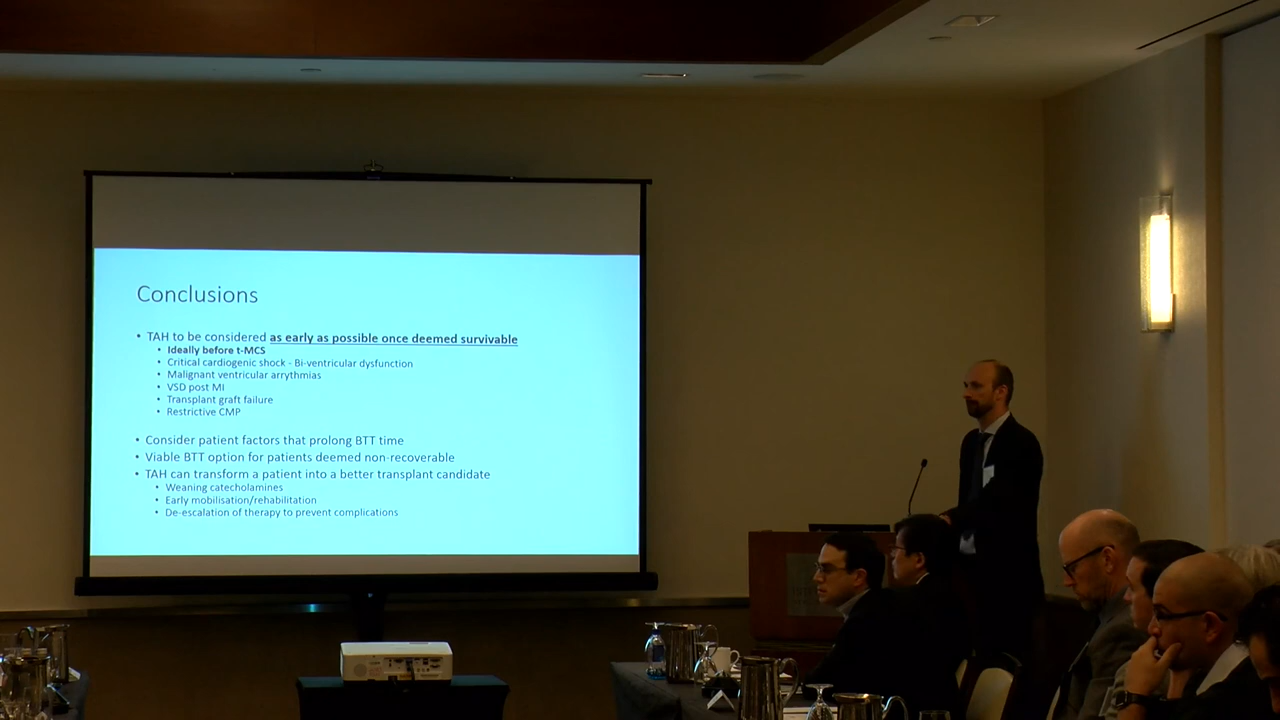 Conclusions
• TAH to be considered as early as possible once deemed survivable
• Ideally before t-MCS
• Critical cardiogenic shock - Bi-ventricular dysfunction
• Malignant ventricular arrythmias
• VSD post MI
• Transplant graft failure
• Restrictive CMP
• Consider patient factors that prolong BTT time
• Viable BTT option for patients deemed non-recoverable
• TAH can transform a patient into a better transplant candidate
• Weaning catecholamines
• Early mobilisation/rehabilitation
• De-escalation of therapy to prevent complications